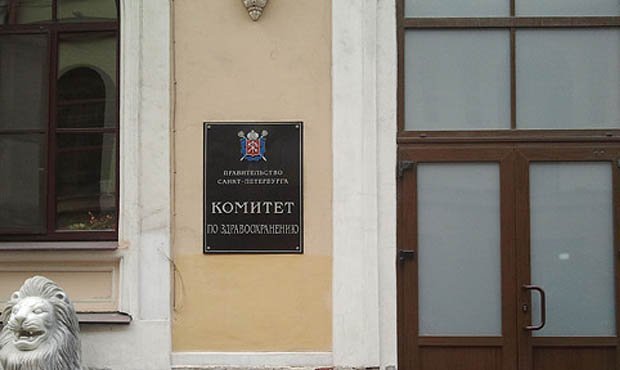 ПРАВИТЕЛЬСТВО
САНКТ-ПЕТЕРБУРГА
КОМИТЕТ
ПО ЗДРАВООХРАНЕНИЮ